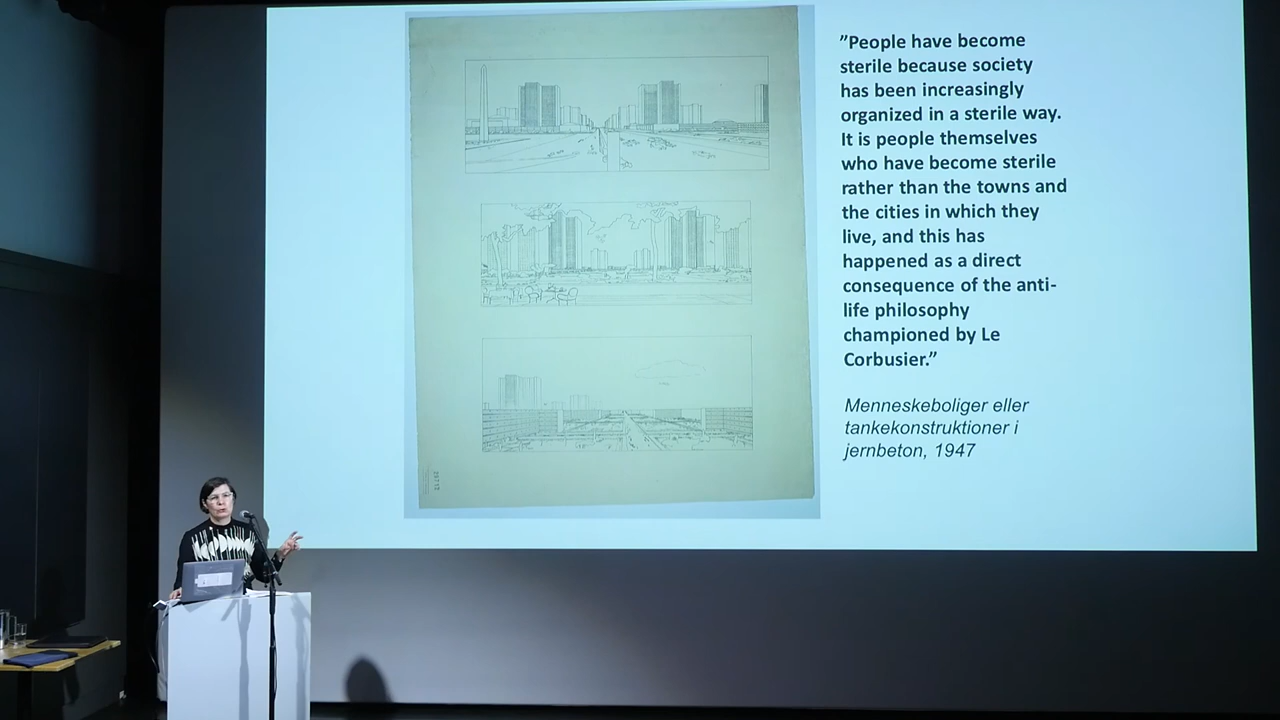 ”People have become
sterile because society
has been increasingly
organized in a sterile way.
It is people themselves
who have become sterile
rather than the towns and
the cities in which they
live, and this has
happened as a direct
consequence of the anti-
life philosophy
championed by Le
Corbusier.”
Menneskeboliger eller
tankekonstruktioner i
jernbeton, 1947